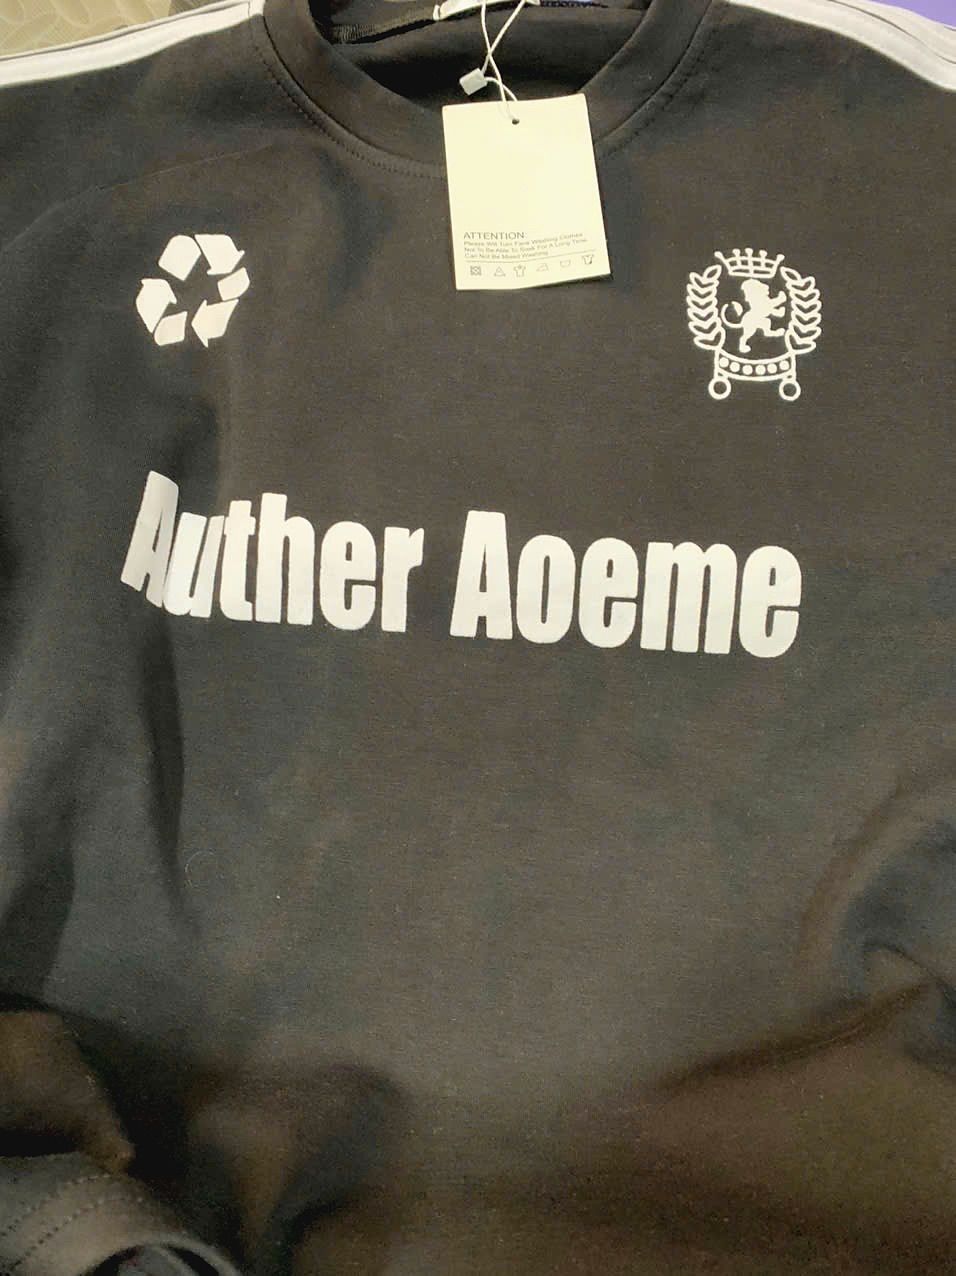 ATTENTION
Please Will Turn Face Washing Clothes
Not To Be Able To Soak For A Long Time
Can Not Be Mixed Washing
Auther Aoeme